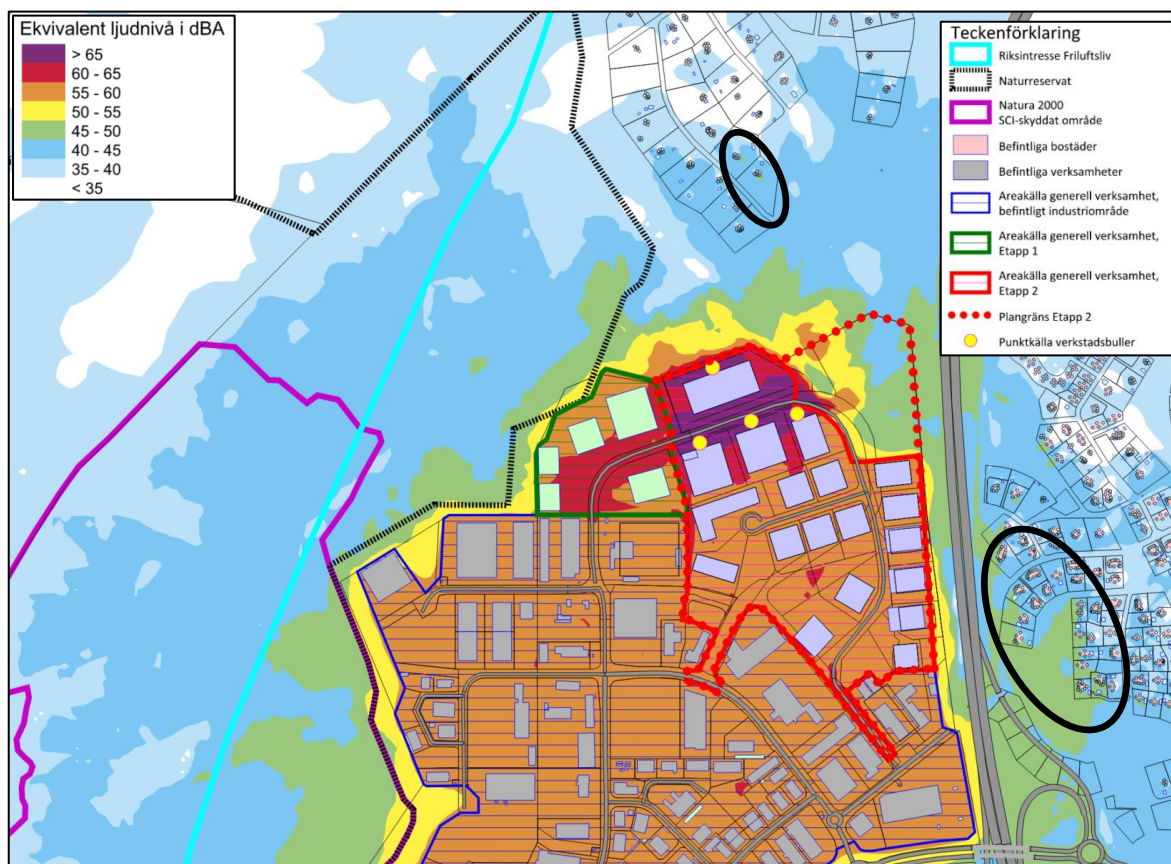 Ekvivalent ljudnivå i dBA
> 65
60 - 65
55 - 60
50 - 55
45 - 50
40 - 45
35 - 40
< 35
Teckenförklaring
Riksintresse Friluftsliv
Naturreservat
Natura 2000
SCI-skyddat område
Befintliga bostäder
Befintliga verksamheter
Areakälla generell verksamhet,
befintligt industriområde
Areakälla generell verksamhet,
Etapp 1
Areakälla generell verksamhet,
Etapp 2
Plangräns Etapp 2
Punktkälla verkstadsbuller